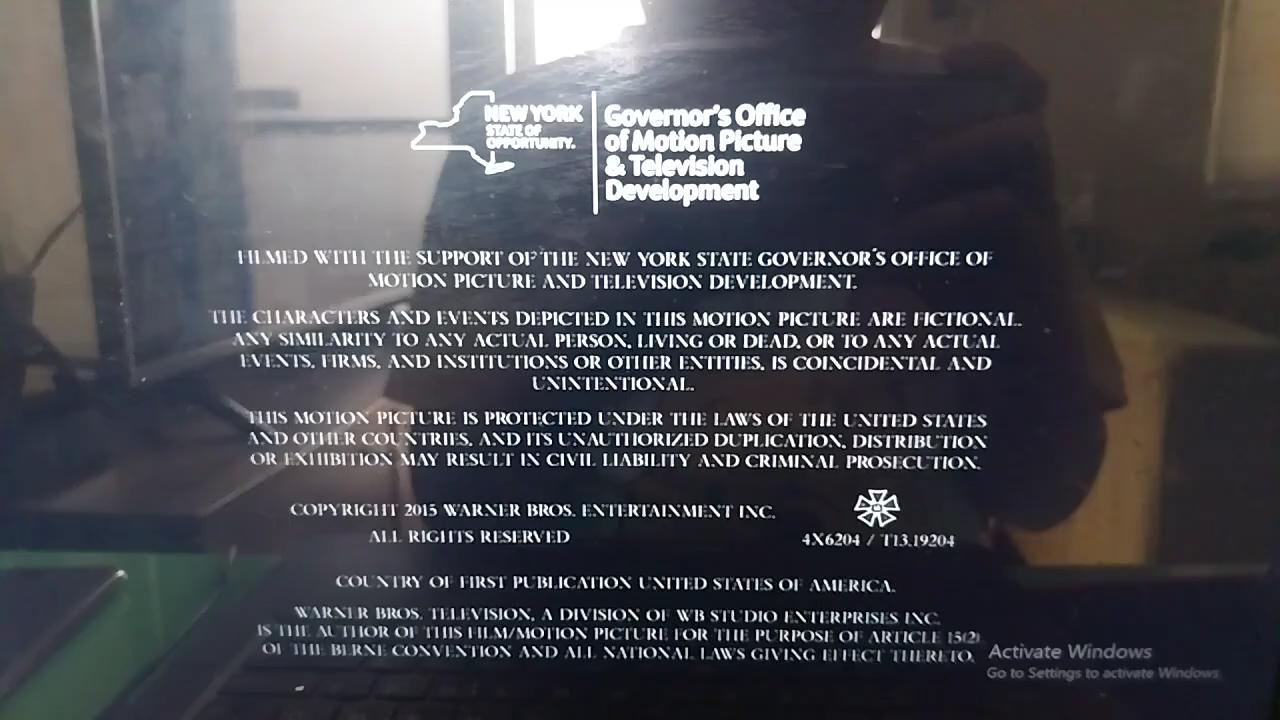 NEW YORK
STATE OF
OPPORTUNITY.
Governor's Office
of Motion Picture
& Television
Development
FILMED WITH THE SUPPORT OF THE NEW YORK STATE GOVERNOR'S OFFICE OF
MOTION PICTURE AND TELEVISION DEVELOPMENT.
THE CHARACTERS AND EVENTS DEPICTED IN THIS MOTION PICTURE ARE FICTIONAL.
ANY SIMILARITY TO ANY ACTUAL PERSON, LIVING OR DEAD, OR TO ANY ACTUAL
EVENTS, FIRMS, AND INSTITUTIONS OR OTHER ENTITIES, IS COINCIDENTAL AND
UNINTENTIONAL.
THIS MOTION PICTURE IS PROTECTED UNDER THE LAWS OF THE UNITED STATES
AND OTHER COUNTRIES, AND ITS UNAUTHORIZED DUPLICATION, DISTRIBUTION
OR EXHIBITION MAY RESULT IN CIVIL LIABILITY AND CRIMINAL PROSECUTION.
COPYRIGHT 2015 WARNER BROS. ENTERTAINMENT INC.
ALL RIGHTS RESERVED
4X6204 / T13.19204
COUNTRY OF FIRST PUBLICATION UNITED STATES OF AMERICA.
WARNER BROS. TELEVISION, A DIVISION OF WB STUDIO ENTERPRISES INC.
IS THE AUTHOR OF THIS FILM/MOTION PICTURE FOR THE PURPOSE OF ARTICLE 15(2)
OF THE BERNE CONVENTION AND ALL NATIONAL LAWS GIVING EFFECT THERETO.
Activate Windows
Go to Settings to activate Windows.